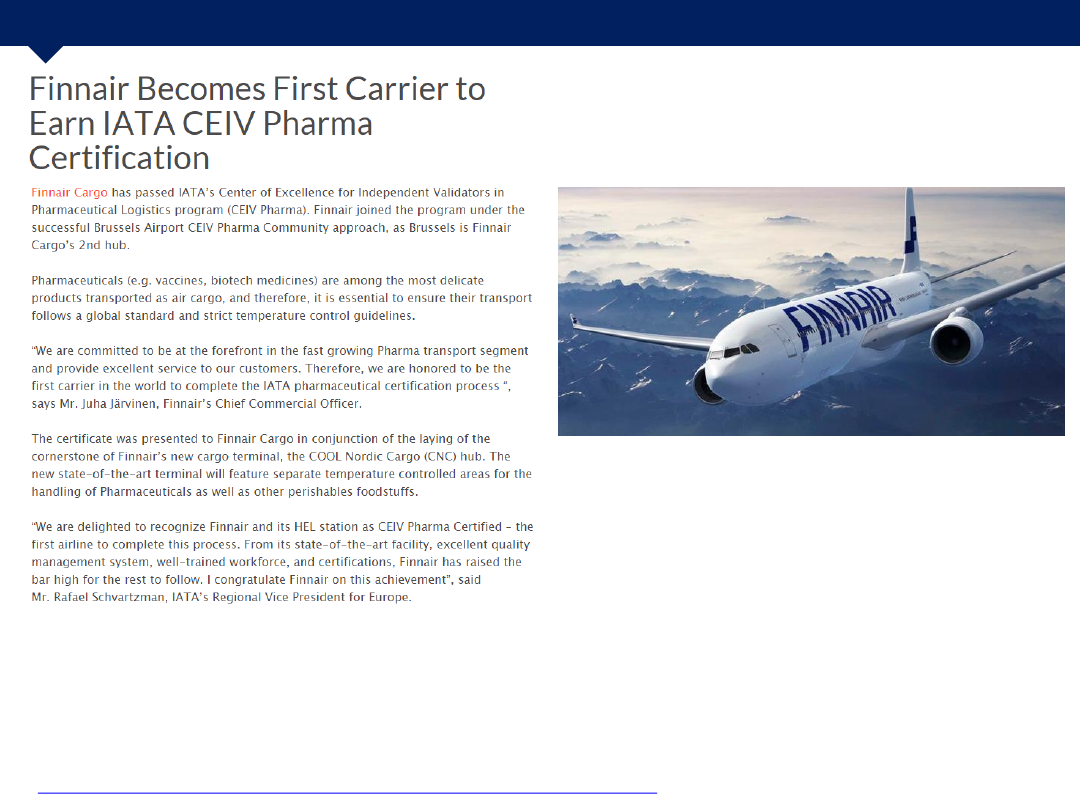 Finnair Becomes First Carrier to
Earn IATA CEIV Pharma
Certification
Finnair Cargo has passed IATA's Center of Excellence for Independent Validators in
Pharmaceutical Logistics program (CEIV Pharma). Finnair joined the program under the
successful Brussels Airport CEIV Pharma Community approach, as Brussels is Finnair
Cargo's 2nd hub.
Pharmaceuticals (e.g. vaccines, biotech medicines) are among the most delicate
products transported as air cargo, and therefore, it is essential to ensure their transport
follows a global standard and strict temperature control guidelines.
"We are committed to be at the forefront in the fast growing Pharma transport segment
and provide excellent service to our customers. Therefore, we are honored to be the
first carrier in the world to complete the IATA pharmaceutical certification process ",
says Mr. Juha Järvinen, Finnair's Chief Commercial Officer.
The certificate was presented to Finnair Cargo in conjunction of the laying of the
cornerstone of Finnair's new cargo terminal, the COOL Nordic Cargo (CNC) hub. The
new state-of-the-art terminal will feature separate temperature controlled areas for the
handling of Pharmaceuticals as well as other perishables foodstuffs.
"We are delighted to recognize Finnair and its HEL station as CEIV Pharma Certified – the
first airline to complete this process. From its state-of-the-art facility, excellent quality
management system, well-trained workforce, and certifications, Finnair has raised the
bar high for the rest to follow. I congratulate Finnair on this achievement", said
Mr. Rafael Schvartzman, IATA's Regional Vice President for Europe.
FINNAIR